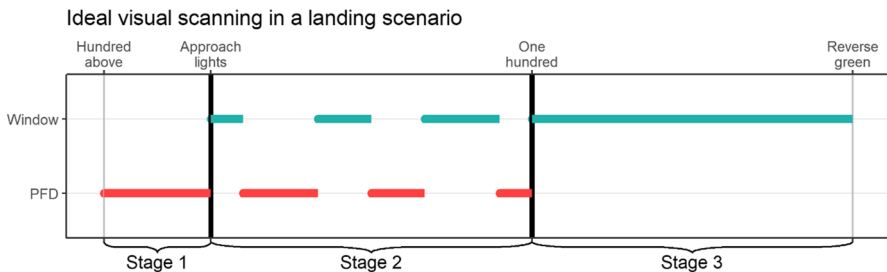 Ideal visual scanning in a landing scenario
Hundred
above
Approach
lights
One
hundred
Reverse
green
Window
PFD
Stage 1
Stage 2
Stage 3